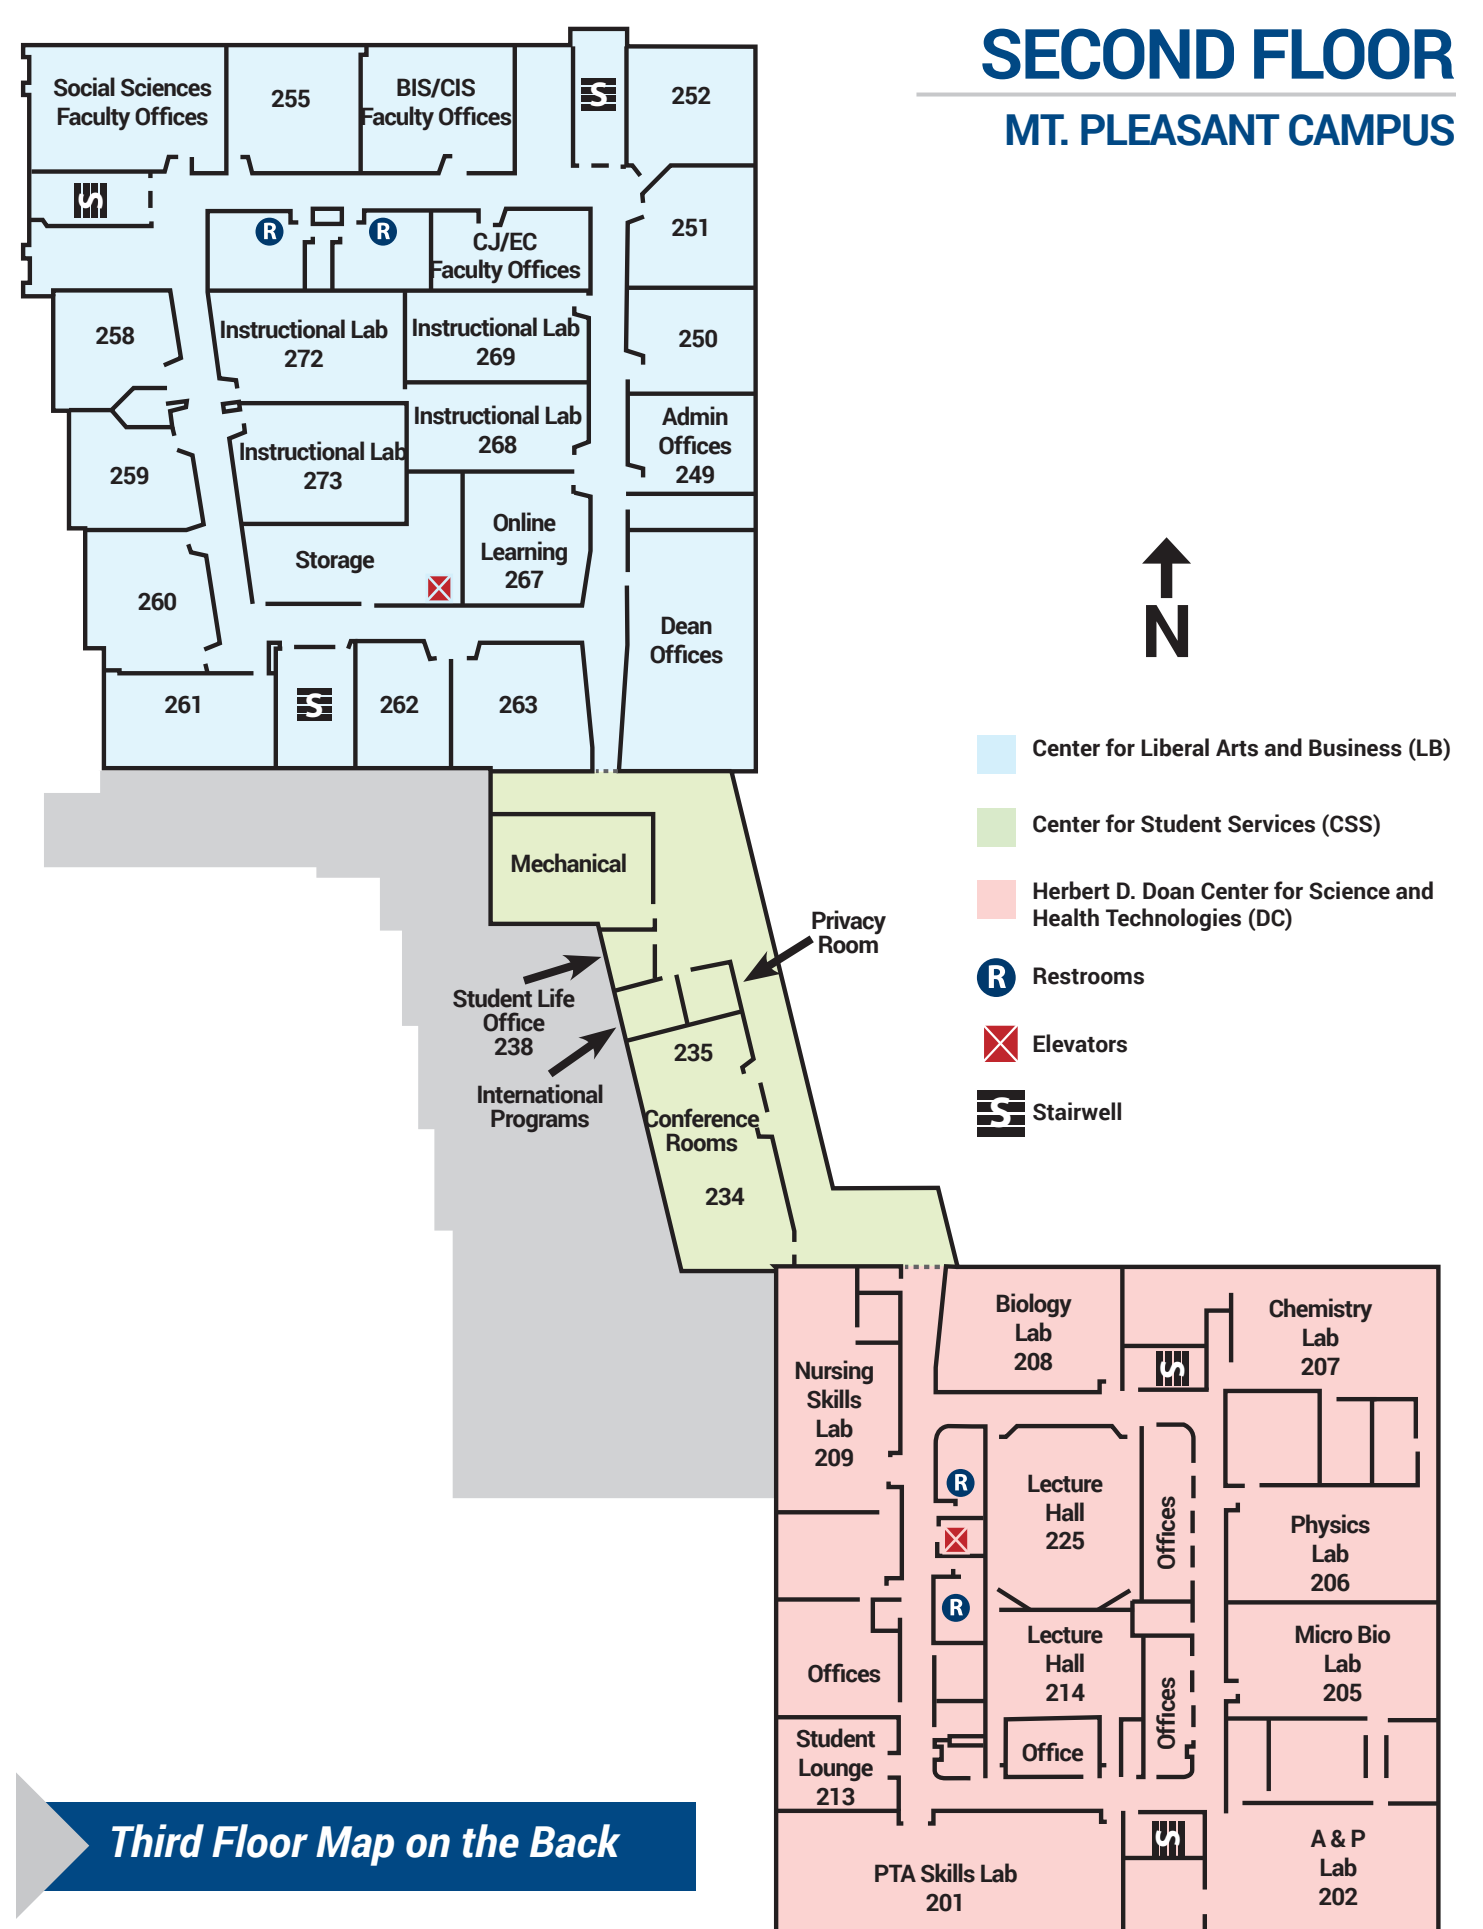 SECOND FLOOR
MT. PLEASANT CAMPUS
Social Sciences
Faculty Offices
255
BIS/CIS
Faculty Offices
S
252
S
R
R
CJ/EC
Faculty Offices
251
258
Instructional Lab
272
Instructional Lab
269
250
259
Instructional Lab
273
Instructional Lab
268
Admin
Offices
249
260
Storage
Online
Learning
267
Dean
Offices
261
S
262
263
N
Center for Liberal Arts and Business (LB)
Center for Student Services (CSS)
Herbert D. Doan Center for Science and
Health Technologies (DC)
R
Restrooms
Elevators
S
Stairwell
Mechanical
Privacy
Room
Student Life
Office
238
International
Programs
235
Conference
Rooms
234
Nursing
Skills
Lab
209
Biology
Lab
208
S
Chemistry
Lab
207
R
Lecture
Hall
225
Offices
Physics
Lab
206
R
Offices
Lecture
Hall
214
Offices
Micro Bio
Lab
205
Student
Lounge
213
Office
PTA Skills Lab
201
S
A & P
Lab
202
Third Floor Map on the Back